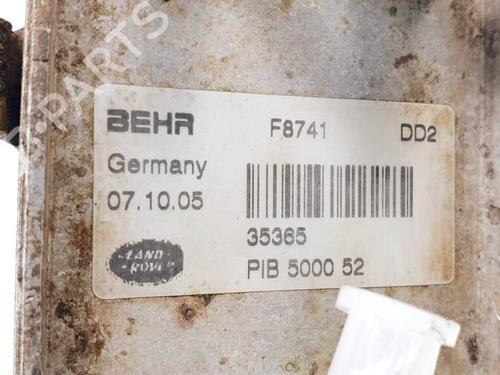 BEHR F8741 DD2
Germany
07.10.05
35365
LAND
ROVER
PIB 5000 52